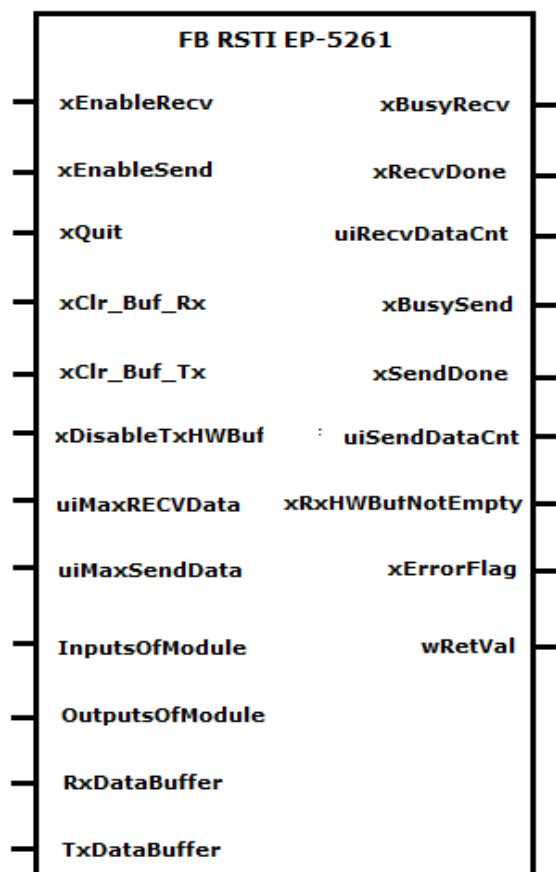 FB RSTI EP-5261
xEnableRecv xBusyRecv
xEnableSend xRecvDone
xQuit uiRecvDataCnt
xClr_Buf_Rx xBusySend
xClr_Buf_Tx xSendDone
xDisableTxHWBuf : uiSendDataCnt
uiMaxRECVData xRxHWBufNotEmpty
uiMaxSendData xErrorFlag
InputsOfModule wRetVal
OutputsOfModule
RxDataBuffer
TxDataBuffer